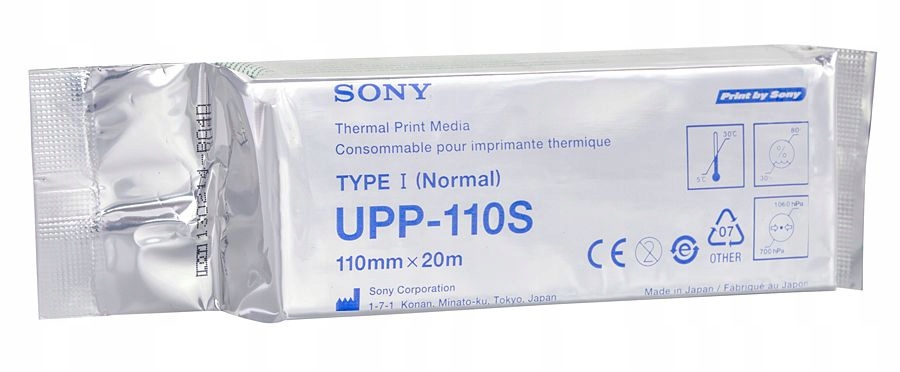 SONY
Print by Sony
Thermal Print Media
Consommable pour imprimante thermique
30°C
5°C
80
%
30
TYPE I (Normal)
UPP-110S
110mm×20m
CE
2
07
OTHER
1060 hPa
700 hPa
Sony Corporation
1-7-1 Konan, Minato-ku, Tokyo, Japan
Made in Japan / Fabriqué au Japon